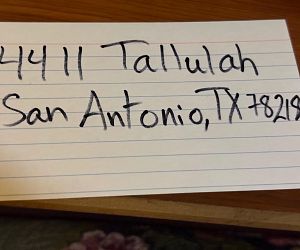 4411 Tallulah
San Antonio, TX 78218